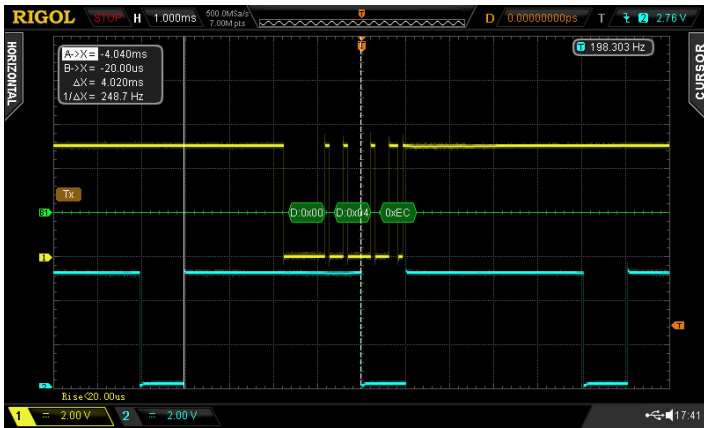 RIGOL STOP H 1.000ms 500.0MSa/s 7.00M pts T D 0.00000000ps T 2 2.76 V
HORIZONTAL
CURSOR
A->X= -4.040ms
B->X= -20.00us
ΔX= 4.020ms
1/ΔX= 248.7 Hz
T 198.303 Hz
T
Tx
B1 D:0x00 D:0x04 0xEC
1
T
2
Rise<20.00us
1 = 2.00 V 2 = 2.00 V 17:41